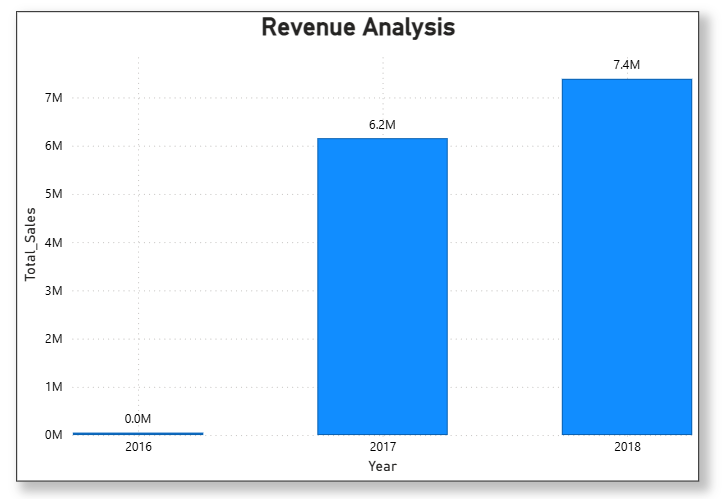 Revenue Analysis
7.4M
7M
6.2M
6M
5M
4M
Total_Sales
3M
2M
1M
0.0M
0M
2016 2017 2018
Year